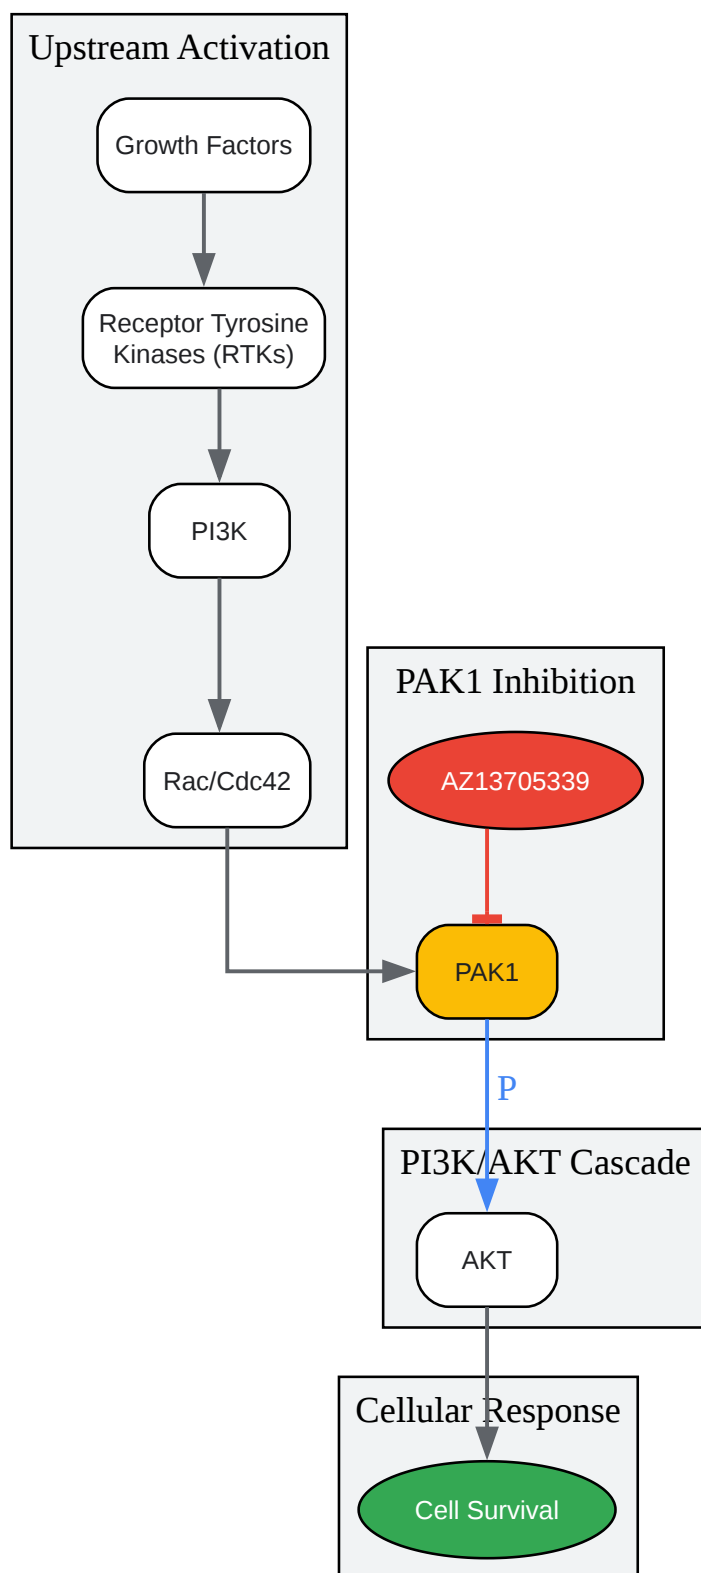 Upstream Activation
Growth Factors
Receptor Tyrosine
Kinases (RTKs)
PI3K
Rac/Cdc42
PAK1 Inhibition
AZ13705339
PAK1
P
PI3K/AKT Cascade
AKT
Cellular Response
Cell Survival